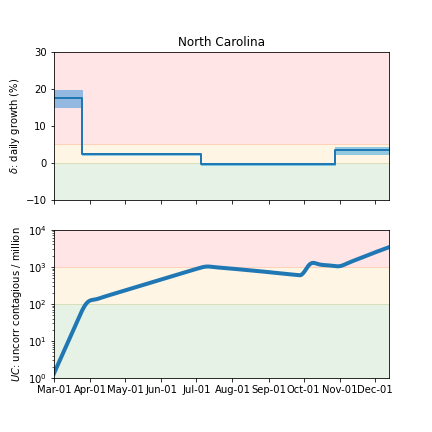 North Carolina
30
20
10
0
−10
δ: daily growth (%)
10⁴
10³
10²
10¹
10⁰
UC: uncorr contagious / million
Mar-01 Apr-01 May-01 Jun-01 Jul-01 Aug-01 Sep-01 Oct-01 Nov-01 Dec-01